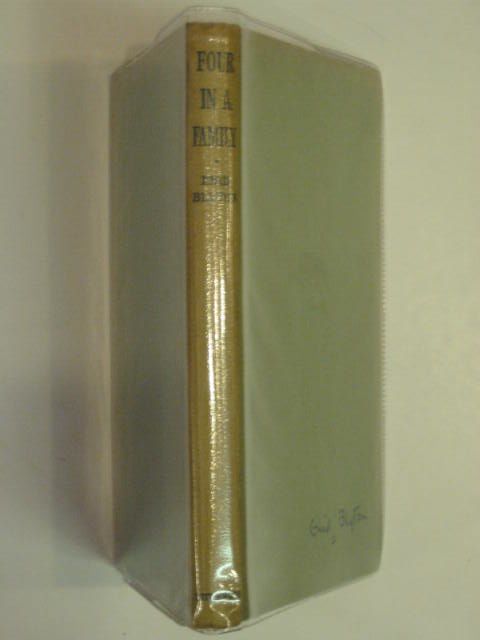 FOUR
IN A
FAMILY
ENID
BLYTON
Enid Blyton